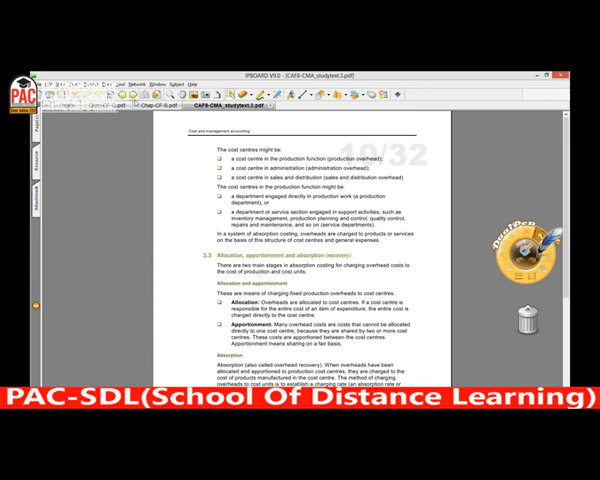 IPBOARD V9.0 - [CAF8-CMA_studytext.3.pdf]
Tool Network Window Subject Help
Chap-CF-S.pdf
CAF8-CMA_studytext.3.pdf
PAC
Cost and management accounting
10/32
The cost centres might be:
❑ a cost centre in the production function (production overhead);
❑ a cost centre in administration (administration overhead);
❑ a cost centre in sales and distribution (sales and distribution overhead)
The cost centres in the production function might be:
❑ a department engaged in production work (a production
department), or
❑ a department or service section engaged in support activities, such as
inventory management, production planning and control, quality control,
repairs and maintenance, and so on (service departments).
In a system of absorption costing, overheads are charged to products or services
on the basis of this structure of cost centres and general expenses.
3.3 Allocation, apportionment and absorption (recovery)
There are two main stages in absorption costing for charging overhead costs to
the cost of production and cost units:
Allocation and apportionment
These are means of charging fixed production overheads to cost centres.
❑ Allocation: Overheads are allocated to cost centres. If a cost centre is
responsible for the entire cost of an item of expenditure, the entire cost is
charged directly to the cost centre.
❑ Apportionment: Many overhead costs are costs that cannot be allocated
directly to one cost centre, because they are shared by two or more cost
centres. These costs are apportioned between the cost centres.
Apportionment means sharing on a fair basis.
Absorption
Absorption (also called overhead recovery). When overheads have been
allocated and apportioned to production cost centres, they are charged to the
cost of products manufactured in the cost centre. The method of charging
overheads to cost units is to establish a charging rate (an absorption rate or
DualPen
PAC-SDL(School Of Distance Learning)